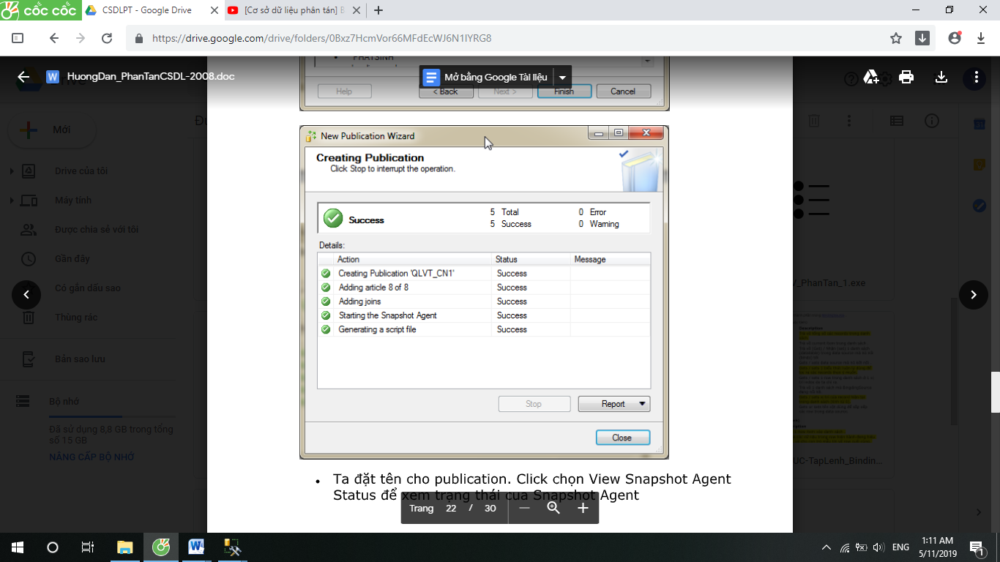 cốc cốc
CSDLPT - Google Drive
[Cơ sở dữ liệu phân tán] B
https://drive.google.com/drive/folders/0Bxz7HcmVor66MFdEcWJ6N1lYRG8
HuongDan_PhanTanCSDL-2008.doc
PHATSINH
Mở bằng Google Tài liệu
Help
< Back
Next >
Finish
Cancel
Mới
Drive của tôi
Máy tính
Được chia sẻ với tôi
Gần đây
Có gắn dấu sao
Thùng rác
Bản sao lưu
Bộ nhớ
Đã sử dụng 8,8 GB trong tổng
số 15 GB
NÂNG CẤP BỘ NHỚ
New Publication Wizard
Creating Publication
Click Stop to interrupt the operation.
Success
5 Total
0 Error
5 Success
0 Warning
Details:
Action Status Message
Creating Publication 'QLVT_CN1' Success
Adding article 8 of 8 Success
Adding joins Success
Starting the Snapshot Agent Success
Generating a script file Success
Stop
Report
Close
_PhanTan_1.exe
UC-TapLenh_Bindin...
• Ta đặt tên cho publication. Click chọn View Snapshot Agent
Status để xem trạng thái của Snapshot Agent
Trang 22 / 30
ENG
1:11 AM
5/11/2019
1